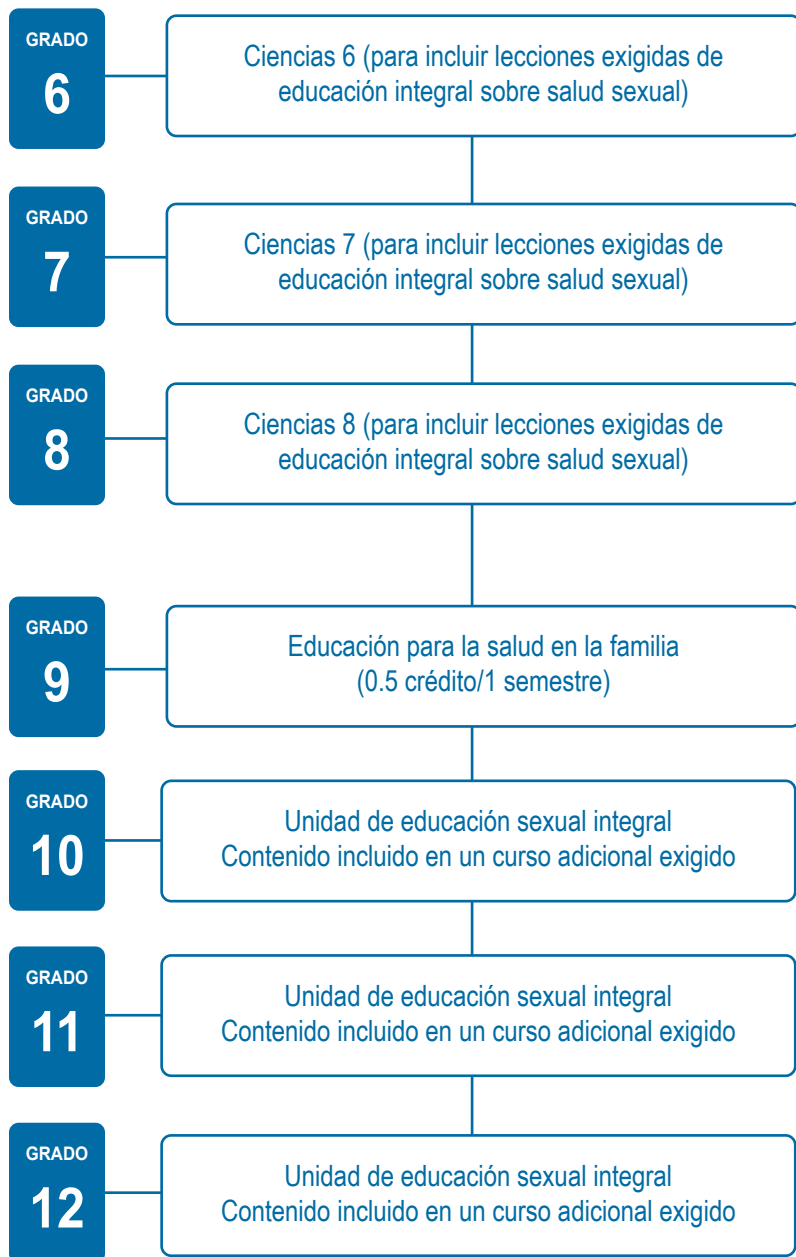 GRADO
6
Ciencias 6 (para incluir lecciones exigidas de
educación integral sobre salud sexual)
GRADO
7
Ciencias 7 (para incluir lecciones exigidas de
educación integral sobre salud sexual)
GRADO
8
Ciencias 8 (para incluir lecciones exigidas de
educación integral sobre salud sexual)
GRADO
9
Educación para la salud en la familia
(0.5 crédito/1 semestre)
GRADO
10
Unidad de educación sexual integral
Contenido incluido en un curso adicional exigido
GRADO
11
Unidad de educación sexual integral
Contenido incluido en un curso adicional exigido
GRADO
12
Unidad de educación sexual integral
Contenido incluido en un curso adicional exigido